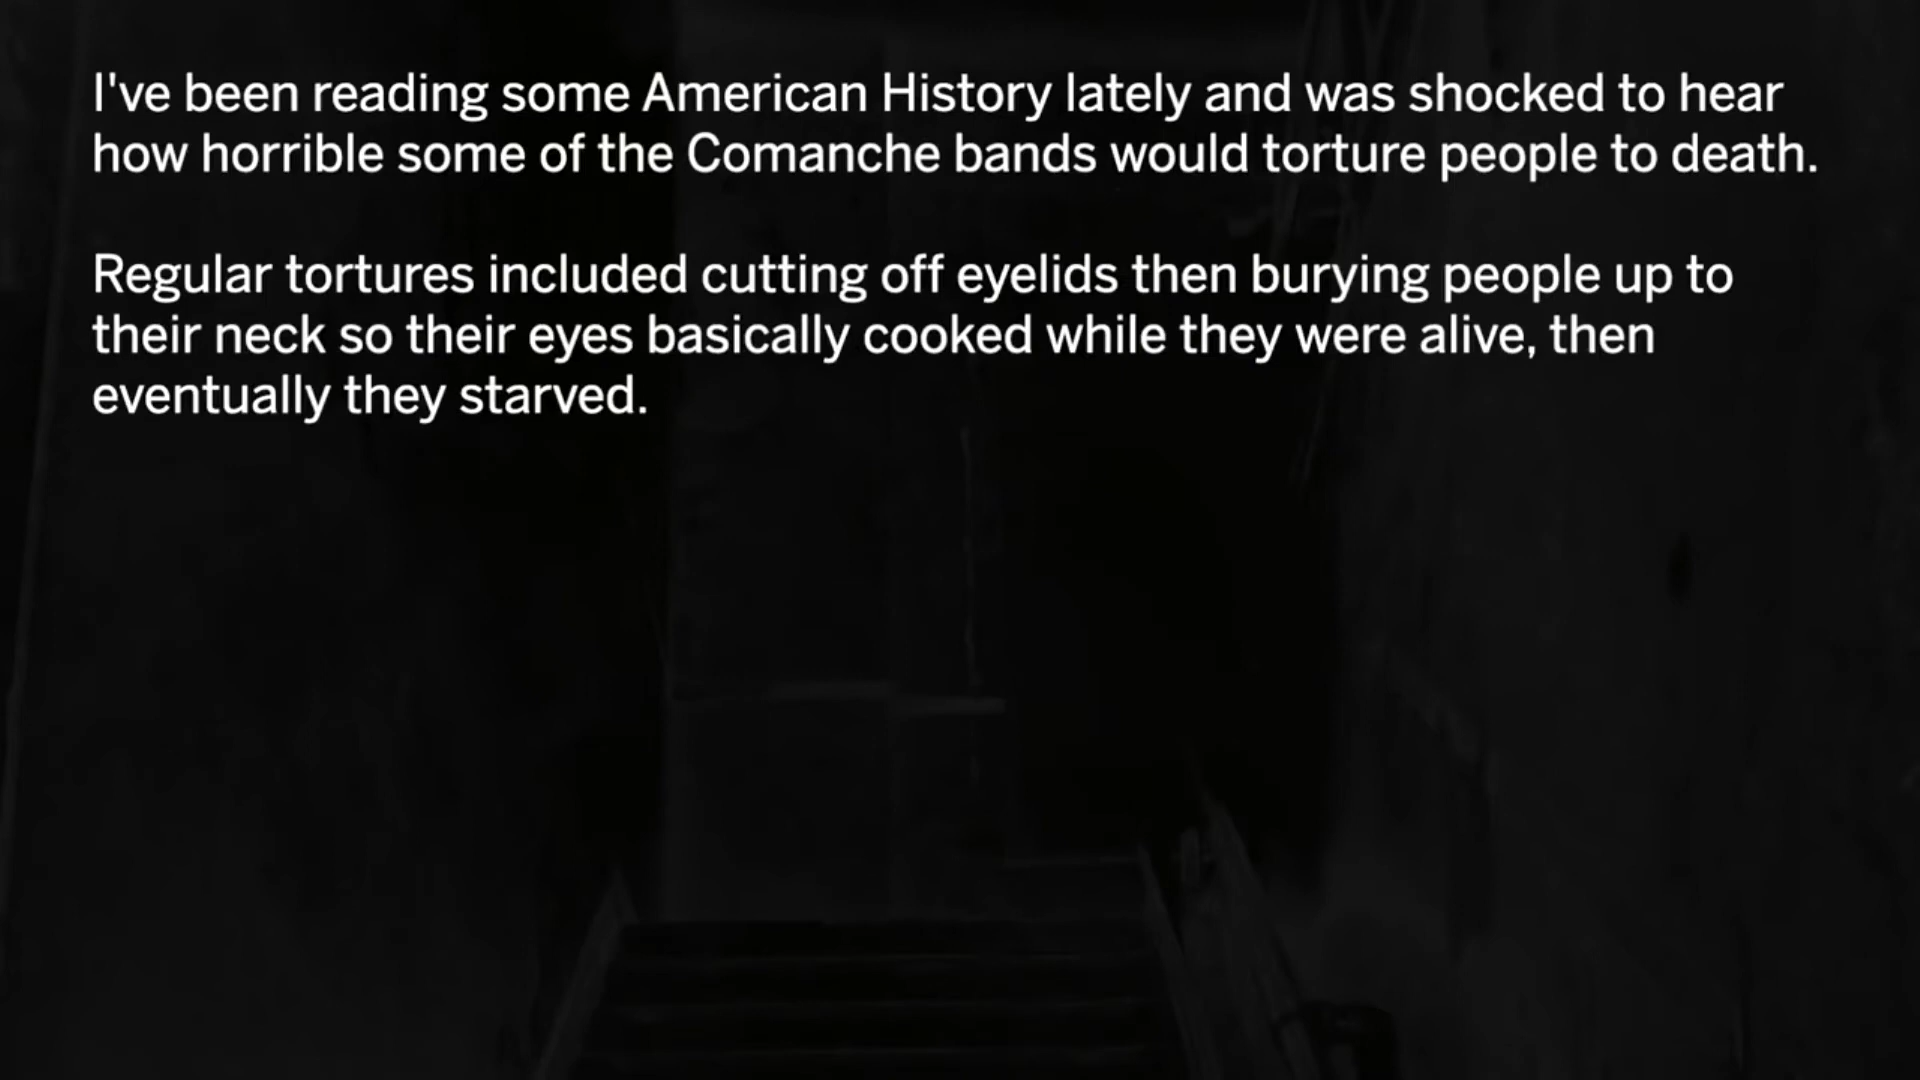 I've been reading some American History lately and was shocked to hear
how horrible some of the Comanche bands would torture people to death.
Regular tortures included cutting off eyelids then burying people up to
their neck so their eyes basically cooked while they were alive, then
eventually they starved.